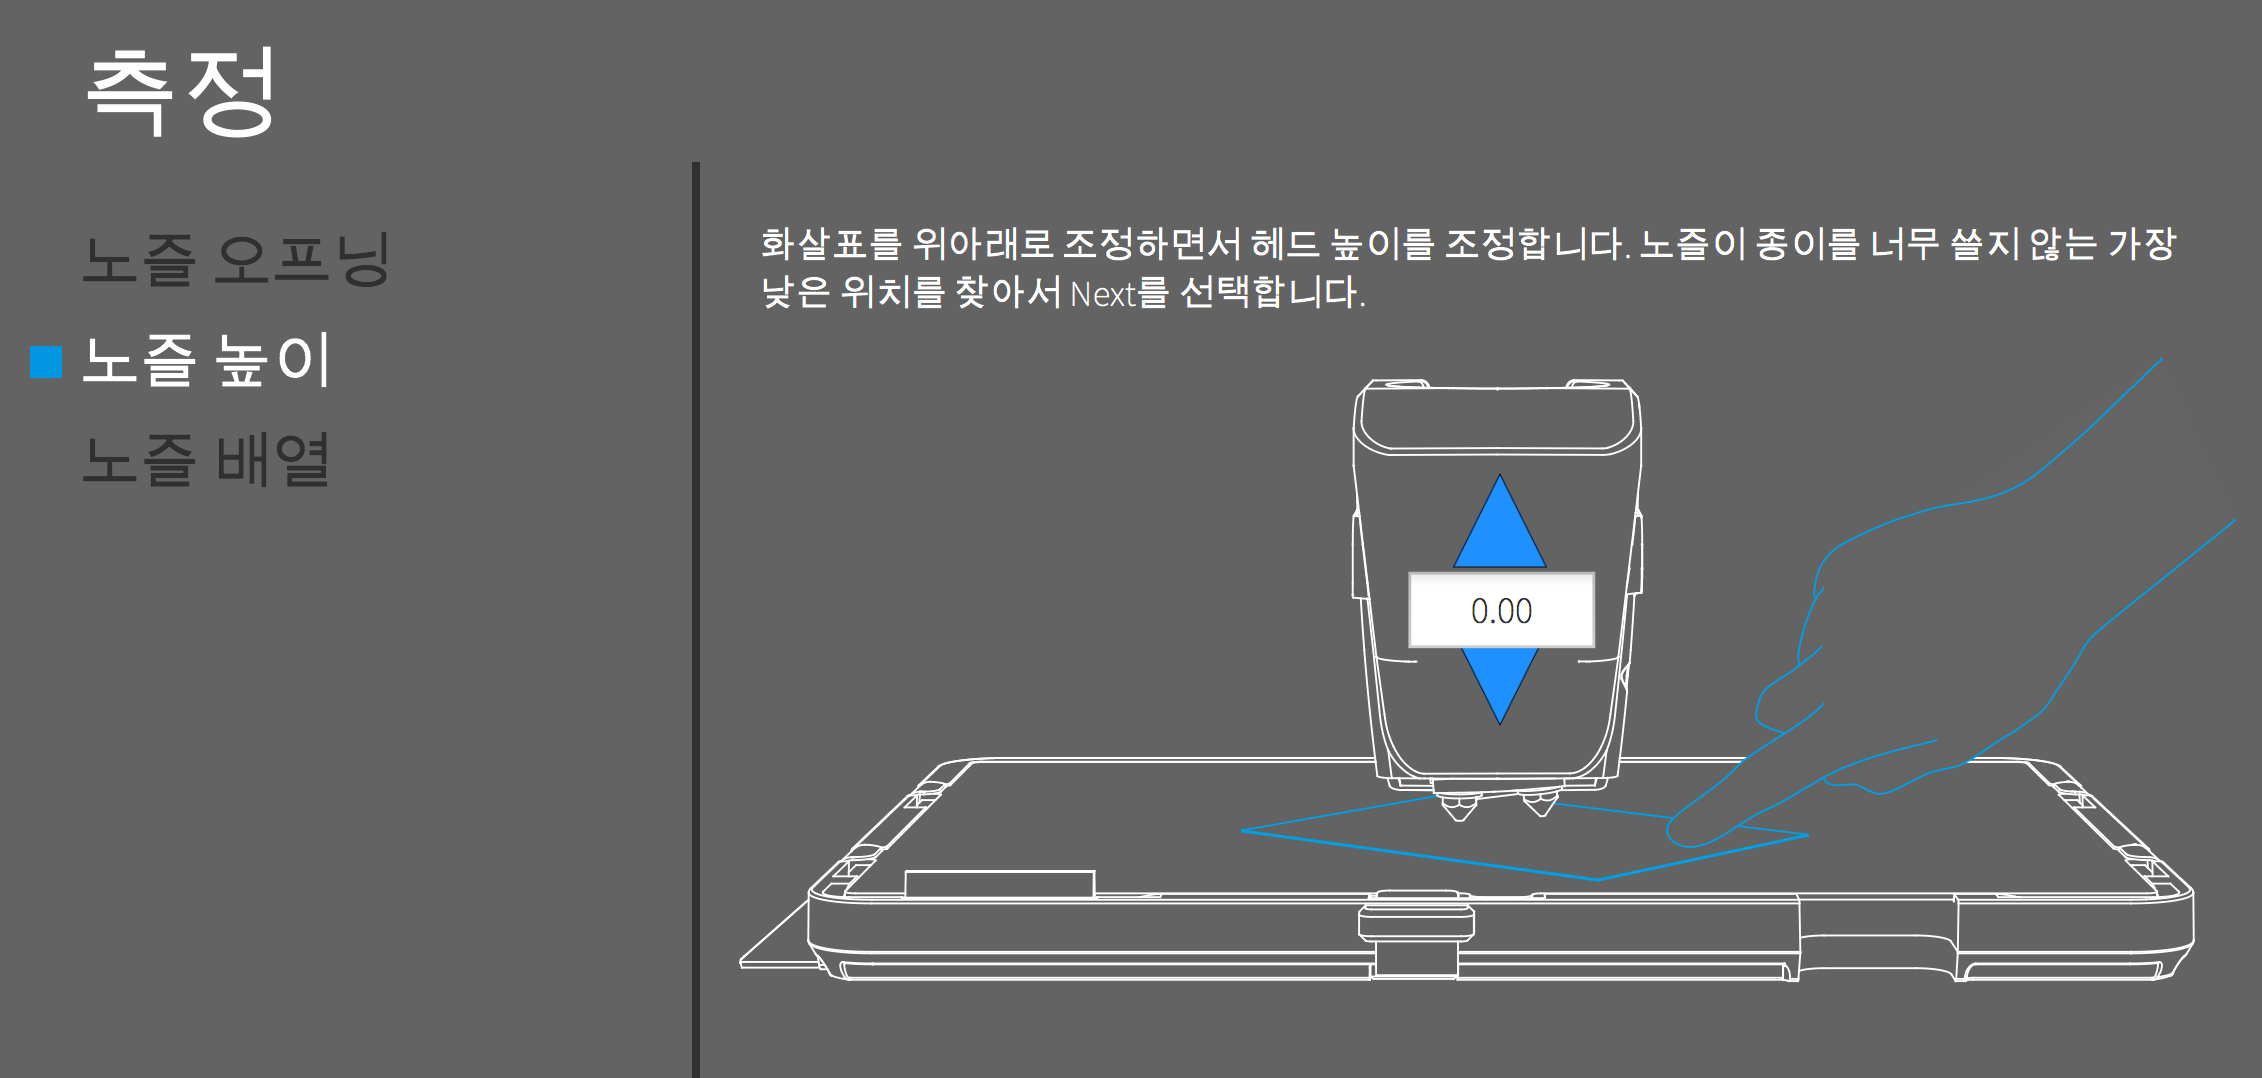 측정
노즐 오프닝
노즐 높이
노즐 배열
화살표를 위아래로 조정하면서 헤드 높이를 조정합니다. 노즐이 종이를 너무 쓸지 않는 가장
낮은 위치를 찾아서 Next를 선택합니다.
0.00